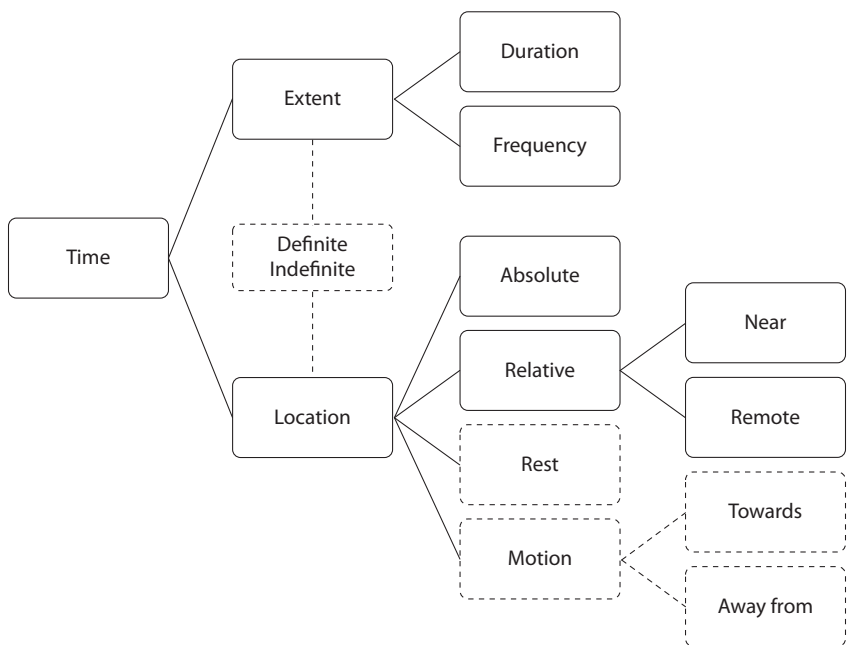 Duration
Extent
Frequency
Time
Definite
Indefinite
Absolute
Near
Relative
Location
Remote
Rest
Towards
Motion
Away from